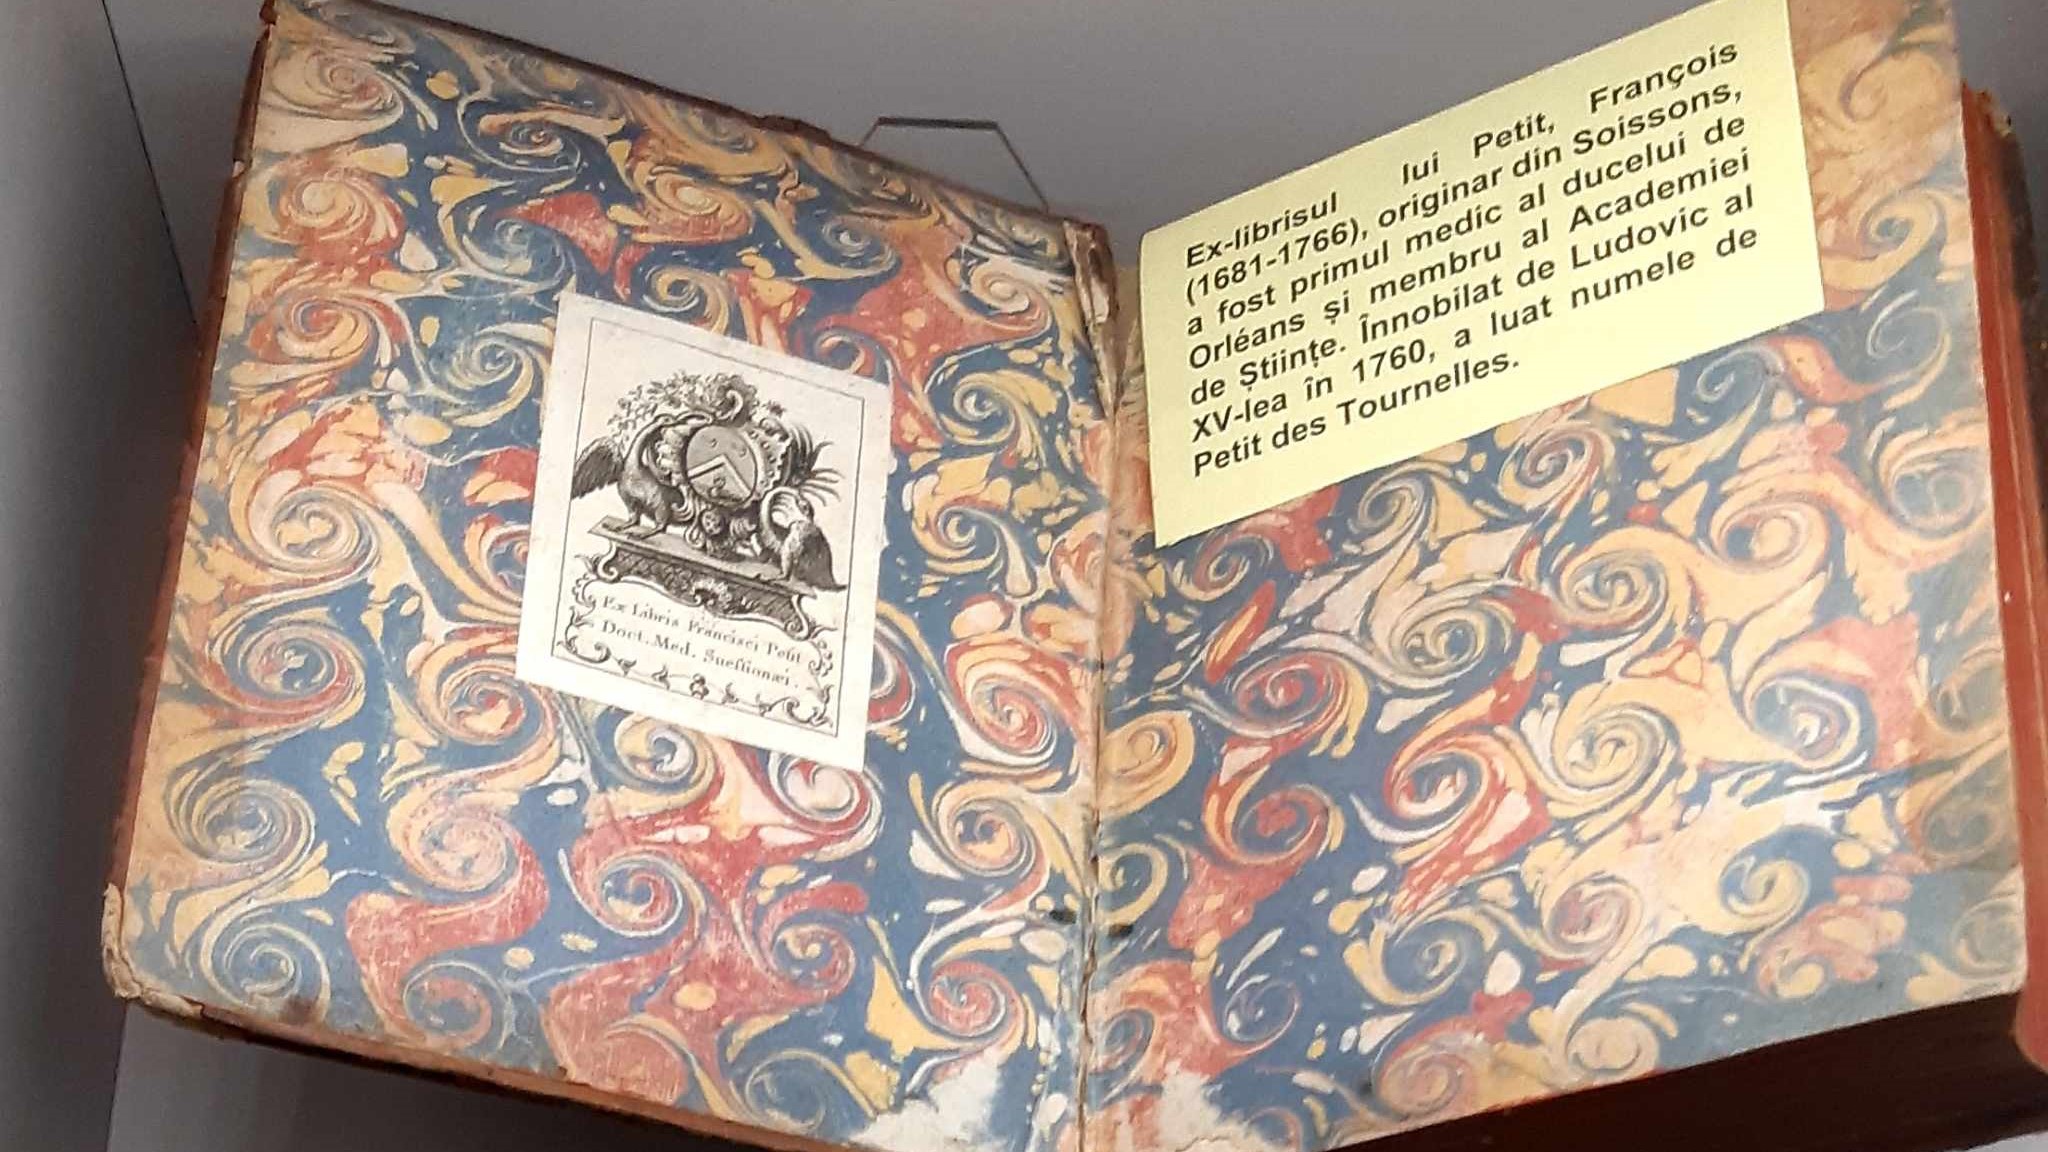 Ex Libris Francisci Petit
Doct. Med. Suessionæi.
Ex-librisul lui Petit, François
(1681-1766), originar din Soissons,
a fost primul medic al ducelui de
Orléans și membru al Academiei
de Științe. Înnobilat de Ludovic al
XV-lea în 1760, a luat numele de
Petit des Tournelles.